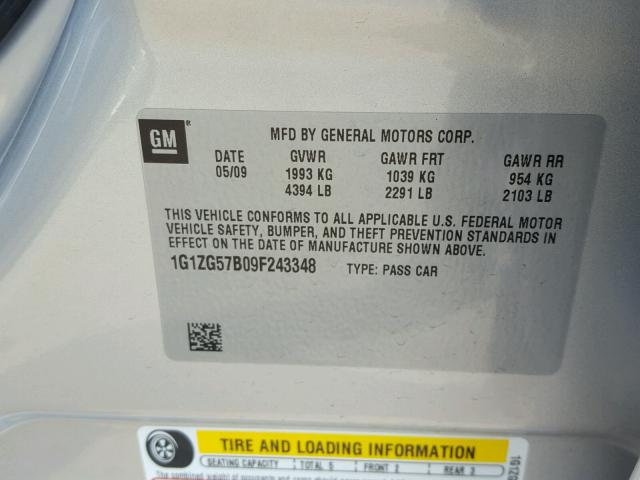 GM
MFD BY GENERAL MOTORS CORP.
DATE GVWR GAWR FRT GAWR RR
05/09 1993 KG 1039 KG 954 KG
4394 LB 2291 LB 2103 LB
THIS VEHICLE CONFORMS TO ALL APPLICABLE U.S. FEDERAL MOTOR
VEHICLE SAFETY, BUMPER, AND THEFT PREVENTION STANDARDS IN
EFFECT ON THE DATE OF MANUFACTURE SHOWN ABOVE.
1G1ZG57B09F243348 TYPE: PASS CAR
TIRE AND LOADING INFORMATION
SEATING CAPACITY TOTAL 5 FRONT 2 REAR 3